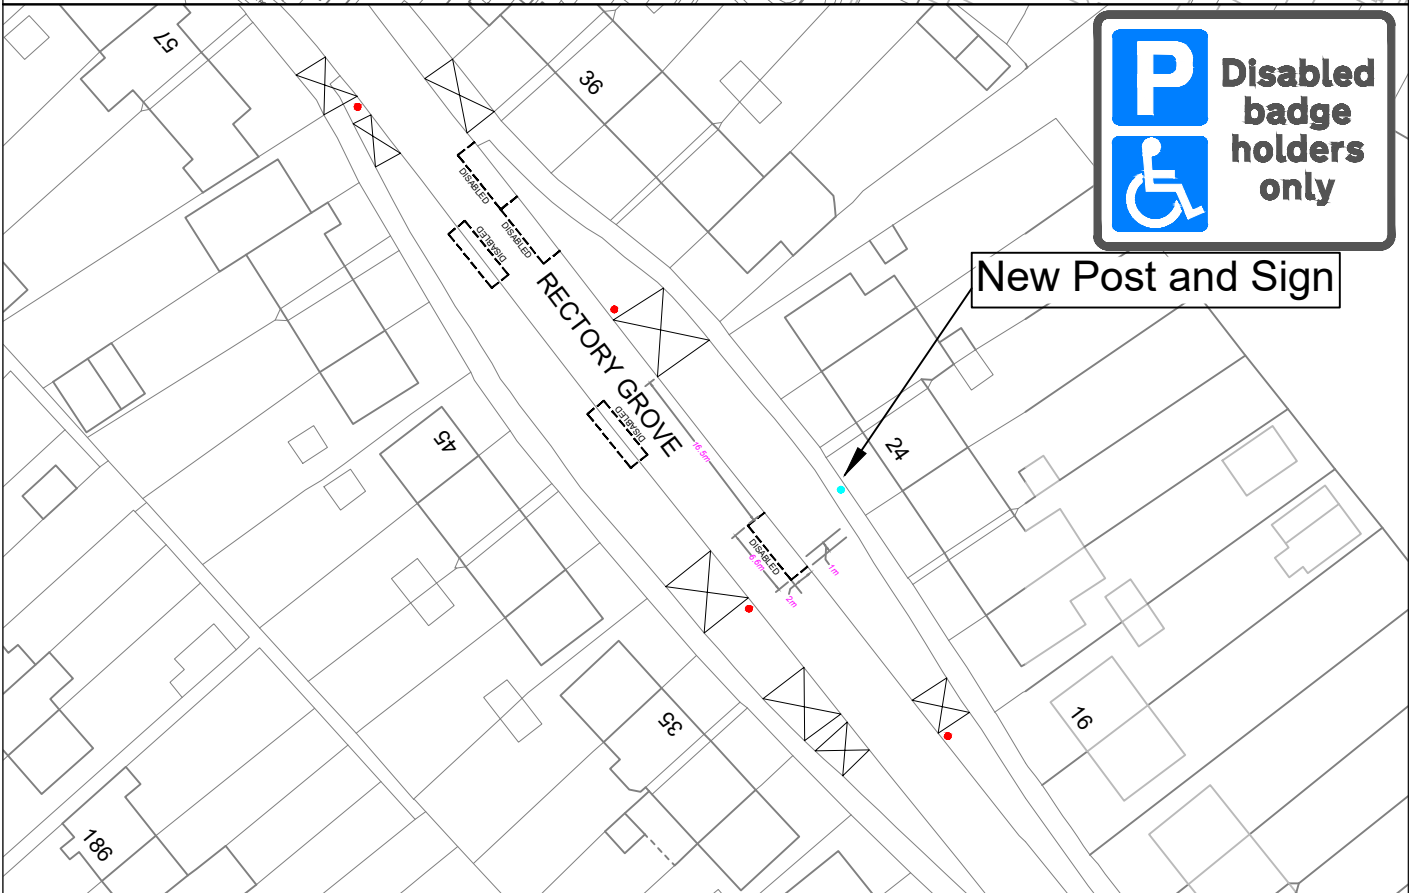 57
36
P
Disabled
badge
holders
only
New Post and Sign
DISABLED
DISABLED
DISABLED
RECTORY GROVE
DISABLED
45
24
16.5m
DISABLED
6.6m
1m
2m
35
16
186